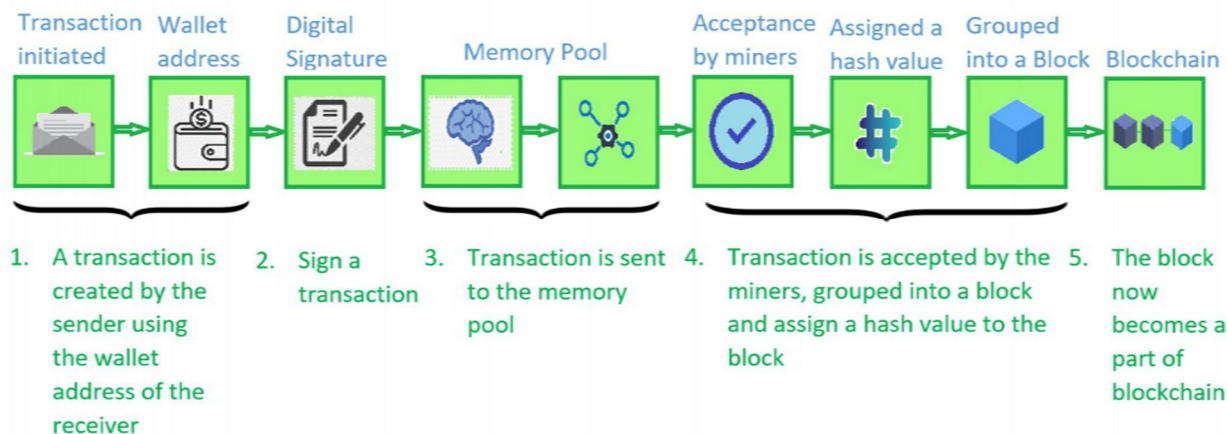 Transaction
initiated
Wallet
address
Digital
Signature
Memory Pool
Acceptance
by miners
Assigned a
hash value
Grouped
into a Block
Blockchain
$
#
1. A transaction is
created by the
sender using
the wallet
address of the
receiver
2. Sign a
transaction
3. Transaction is sent
to the memory
pool
4. Transaction is accepted by the
miners, grouped into a block
and assign a hash value to the
block
5. The block
now
becomes a
part of
blockchain